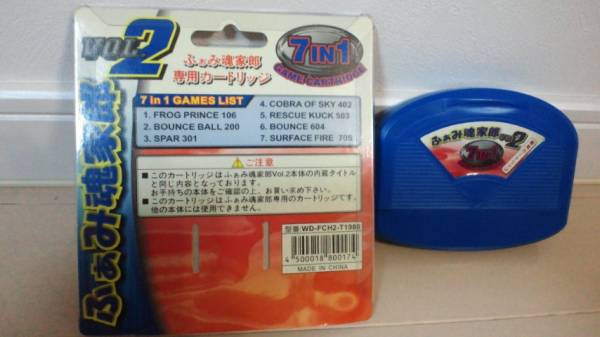 ふぁみ魂家郎
VOL.2
7IN1
GAME CARTRIDGE
ふぁみ魂家郎
専用カートリッジ
7 in 1 GAMES LIST
1. FROG PRINCE 106
2. BOUNCE BALL 200
3. SPAR 301
4. COBRA OF SKY 402
5. RESCUE KUCK 503
6. BOUNCE 604
7. SURFACE FIRE 705
ご注意
■このカートリッジはふぁみ魂家郎Vol.2本体の内蔵タイトル
と同じ内容となっております。
お手持ちの本体をご確認の上、お買い求め下さい。
■このカートリッジはふぁみ魂家郎専用のカートリッジです。
他の本体には使用できません。
型番:WD-FCH2-T1988
4 500018 800174
MADE IN CHINA
ふぁみ魂家郎 VOL 2
7IN1